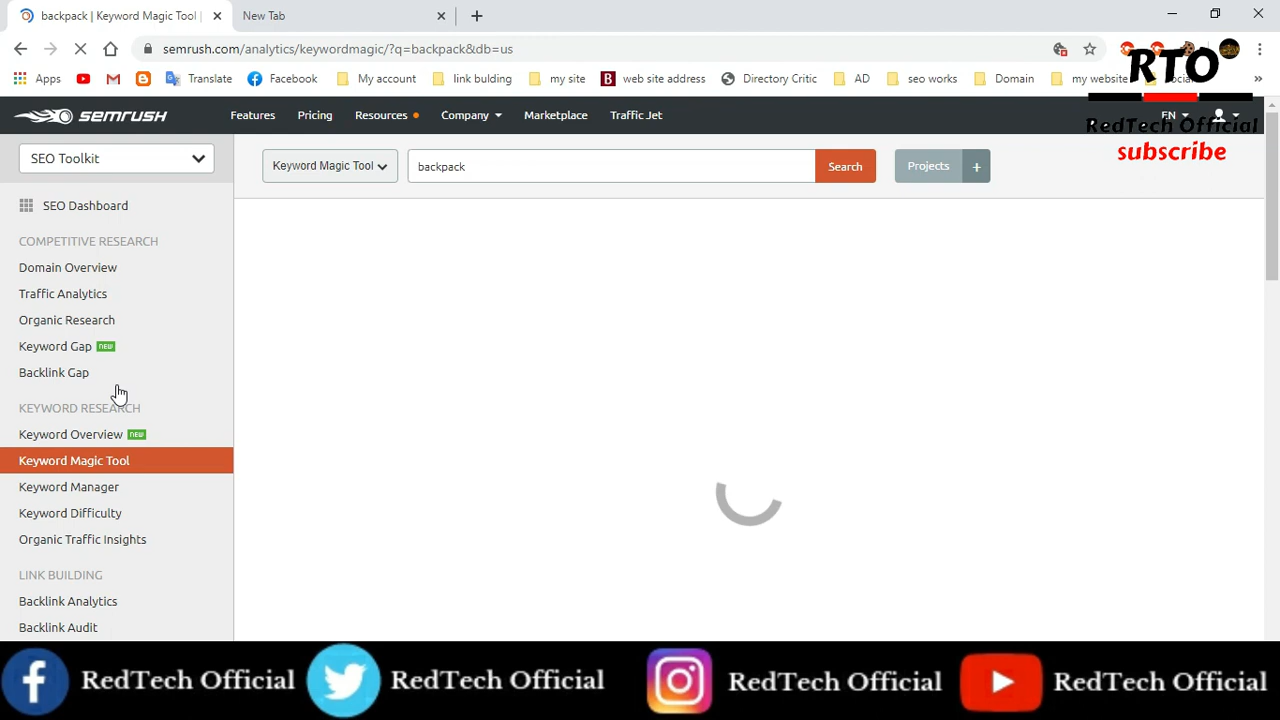 backpack | Keyword Magic Tool
New Tab
semrush.com/analytics/keywordmagic/?q=backpack&db=us
Apps
Translate
Facebook
My account
link bulding
my site
B
web site address
Directory Critic
AD
seo works
Domain
my website
RTO
RedTech Official
subscribe
SEMRUSH
Features
Pricing
Resources
Company
Marketplace
Traffic Jet
EN
SEO Toolkit
Keyword Magic Tool
backpack
Search
Projects
+
SEO Dashboard
COMPETITIVE RESEARCH
Domain Overview
Traffic Analytics
Organic Research
Keyword Gap NEW
Backlink Gap
KEYWORD RESEARCH
Keyword Overview NEW
Keyword Magic Tool
Keyword Manager
Keyword Difficulty
Organic Traffic Insights
LINK BUILDING
Backlink Analytics
Backlink Audit
RedTech Official
RedTech Official
RedTech Official
RedTech Official